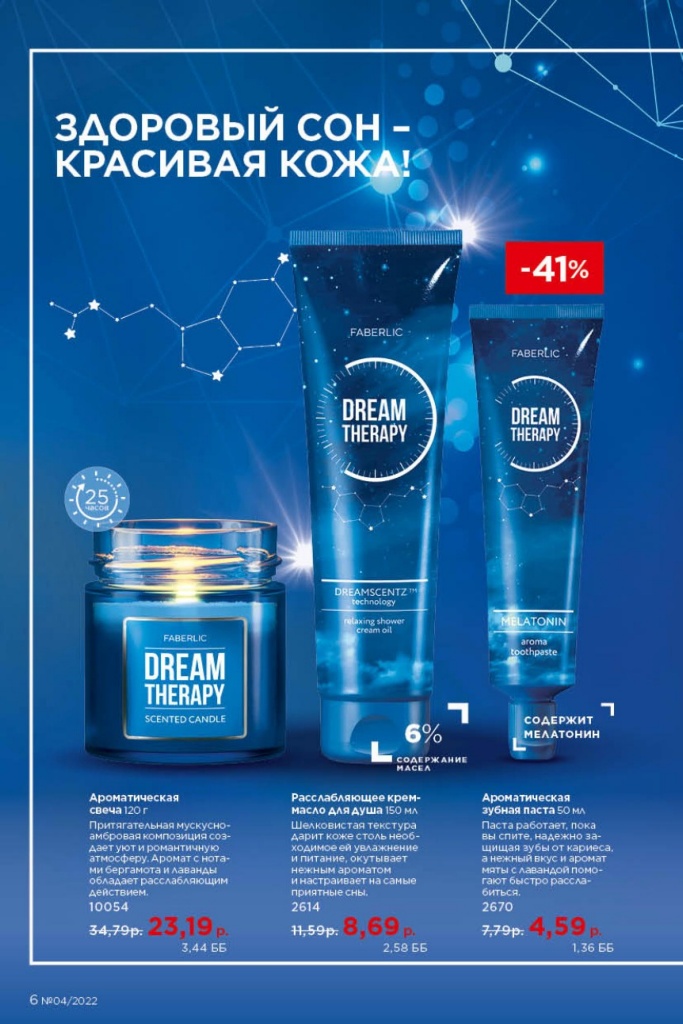 ЗДОРОВЫЙ СОН –
КРАСИВАЯ КОЖА!
-41%
FABERLIC
DREAM
THERAPY
DREAMSCENTZ™
technology
relaxing shower
cream oil
FABERLIC
DREAM
THERAPY
MELATONIN
aroma
toothpaste
25
ЧАСОВ
FABERLIC
DREAM
THERAPY
SCENTED CANDLE
6%
СОДЕРЖАНИЕ
МАСЕЛ
СОДЕРЖИТ
МЕЛАТОНИН
Ароматическая
свеча 120 г
Притягательная мускусно-
амбровая композиция соз-
дает уют и романтичную
атмосферу. Аромат с нота-
ми бергамота и лаванды
обладает расслабляющим
действием.
10054
34,79р. 23,19 р.
3,44 ББ
Расслабляющее крем-
масло для душа 150 мл
Шелковистая текстура
дарит коже столь необ-
ходимое ей увлажнение
и питание, окутывает
нежным ароматом
и настраивает на самые
приятные сны.
2614
11,59р. 8,69 р.
2,58 ББ
Ароматическая
зубная паста 50 мл
Паста работает, пока
вы спите, надежно за-
щищая зубы от кариеса,
а нежный вкус и аромат
мяты с лавандой помо-
гают быстро рассла-
биться.
2670
7,79р. 4,59 р.
1,36 ББ
6 №04/2022